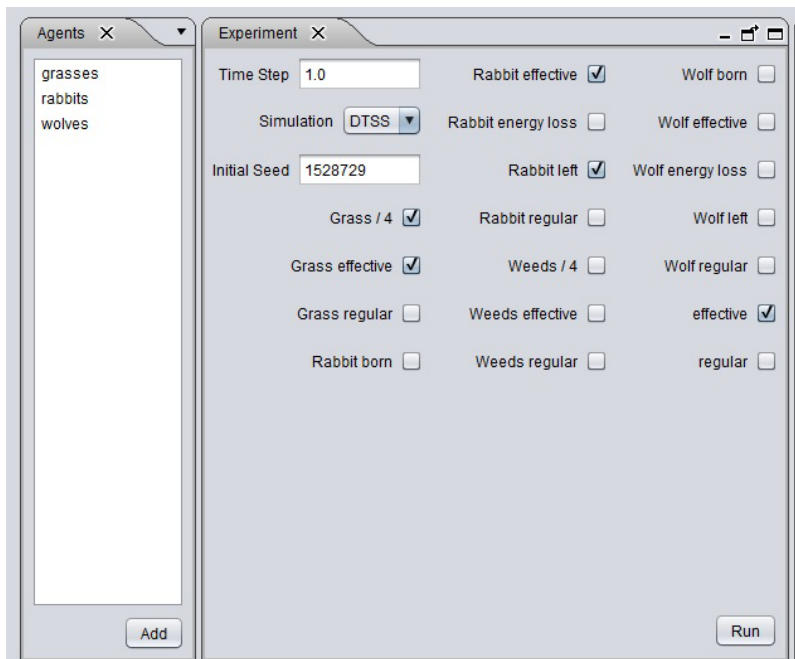 Agents
Experiment
grasses
rabbits
wolves
Add
Time Step 1.0 Rabbit effective Wolf born
Simulation DTSS Rabbit energy loss Wolf effective
Initial Seed 1528729 Rabbit left Wolf energy loss
Grass / 4 Rabbit regular Wolf left
Grass effective Weeds / 4 Wolf regular
Grass regular Weeds effective effective
Rabbit born Weeds regular regular
Run